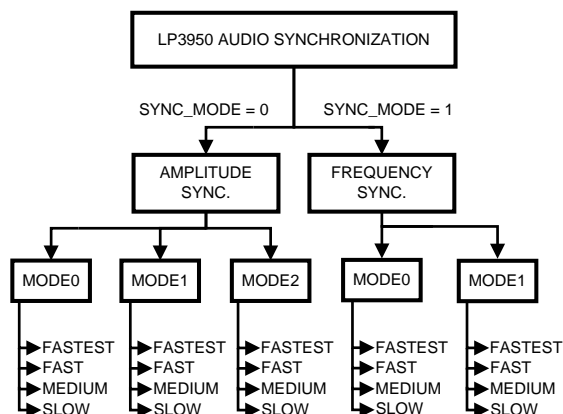 LP3950 AUDIO SYNCHRONIZATION
SYNC_MODE = 0
SYNC_MODE = 1
AMPLITUDE
SYNC.
FREQUENCY
SYNC.
MODE0
MODE1
MODE2
MODE0
MODE1
FASTEST
FAST
MEDIUM
SLOW
FASTEST
FAST
MEDIUM
SLOW
FASTEST
FAST
MEDIUM
SLOW
FASTEST
FAST
MEDIUM
SLOW
FASTEST
FAST
MEDIUM
SLOW